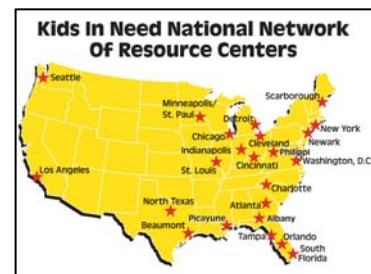 Kids In Need National Network
Of Resource Centers
Seattle
Scarborough
Minneapolis/
St. Paul
Detroit
New York
Chicago
Cleveland
Newark
Indianapolis
Philippi
Washington, D.C
St. Louis
Cincinnati
Los Angeles
Charlotte
North Texas
Atlanta
Picayune
Albany
Beaumont
Tampa
Orlando
South
Florida